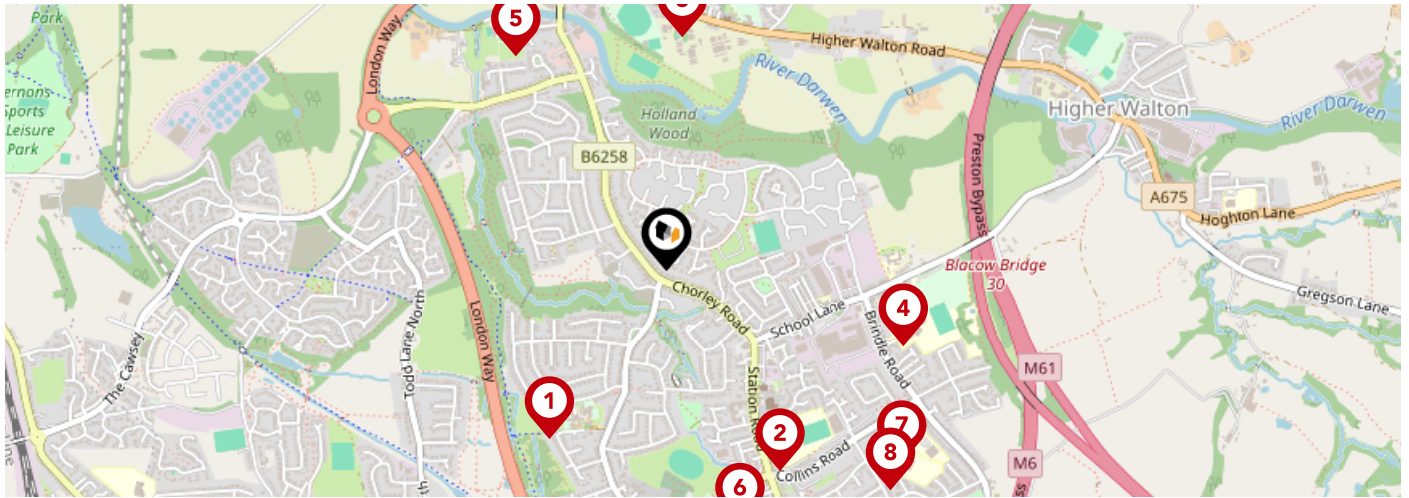 Park
5
London Way
Higher Walton Road
River Darwen
Higher Walton
River Darwen
ernons
Sports
Leisure
Park
Holland
Wood
B6258
Preston Bypass
A675
Hoghton Lane
Blacow Bridge
30
Gregson Lane
Chorley Road
School Lane
4
Brindle Road
London Way
Todd Lane North
The Cawsey
M61
1
Station Road
2
7
8
Collins Road
6
M6